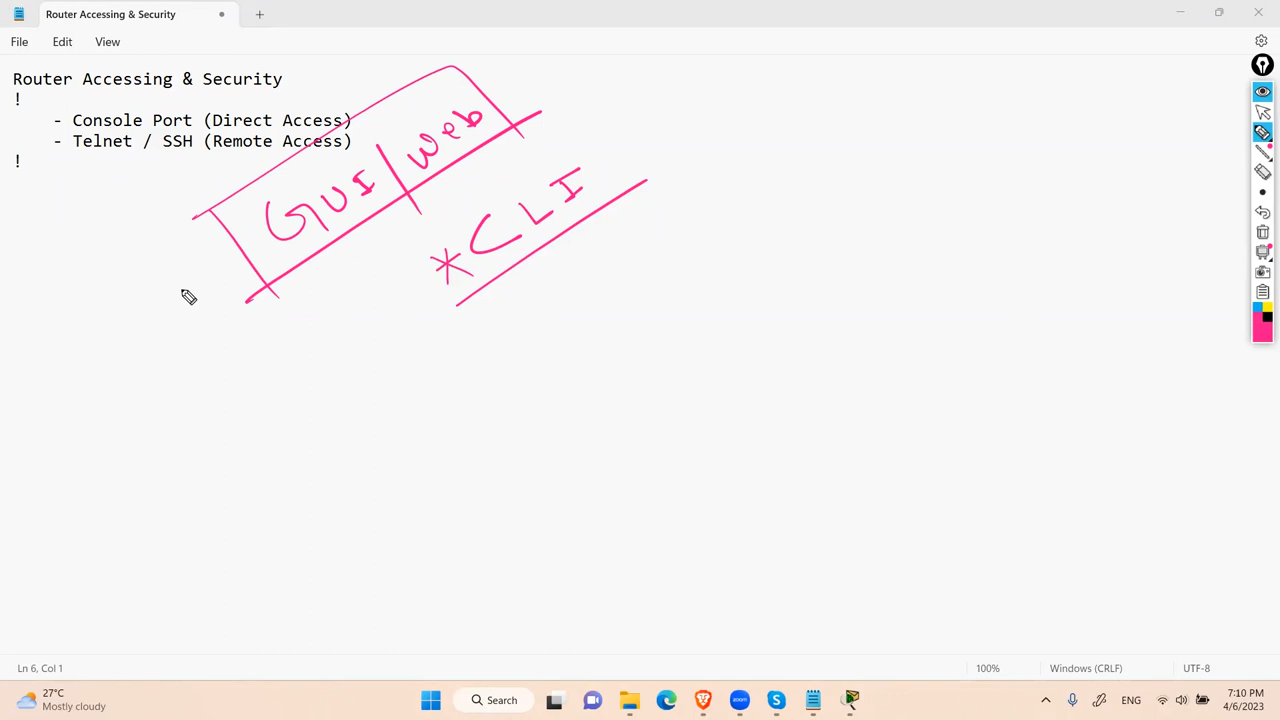 Router Accessing & Security
File Edit View
Router Accessing & Security
!
- Console Port (Direct Access)
- Telnet / SSH (Remote Access)
!
GUI / Web
* CLI
Ln 6, Col 1 100% Windows (CRLF) UTF-8
27°C
Mostly cloudy
Search
zoom
ENG
7:10 PM
4/6/2023